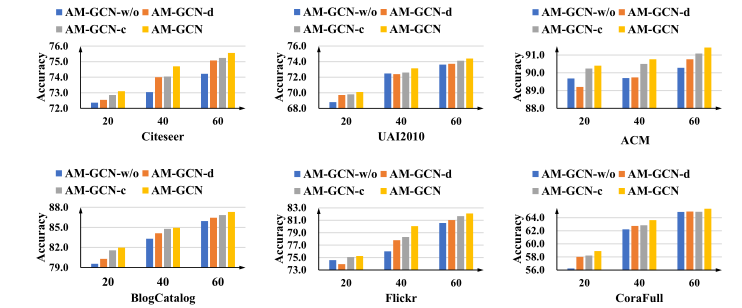 AM-GCN-w/o AM-GCN-d
AM-GCN-c AM-GCN
Accuracy
76.0
75.0
74.0
73.0
72.0
20 40 60
Citeseer
AM-GCN-w/o AM-GCN-d
AM-GCN-c AM-GCN
Accuracy
76.0
74.0
72.0
70.0
68.0
20 40 60
UAI2010
AM-GCN-w/o AM-GCN-d
AM-GCN-c AM-GCN
Accuracy
91.0
90.0
89.0
88.0
20 40 60
ACM
AM-GCN-w/o AM-GCN-d
AM-GCN-c AM-GCN
Accuracy
88.0
85.0
82.0
79.0
20 40 60
BlogCatalog
AM-GCN-w/o AM-GCN-d
AM-GCN-c AM-GCN
Accuracy
83.0
81.0
79.0
77.0
75.0
73.0
20 40 60
Flickr
AM-GCN-w/o AM-GCN-d
AM-GCN-c AM-GCN
Accuracy
64.0
62.0
60.0
58.0
56.0
20 40 60
CoraFull